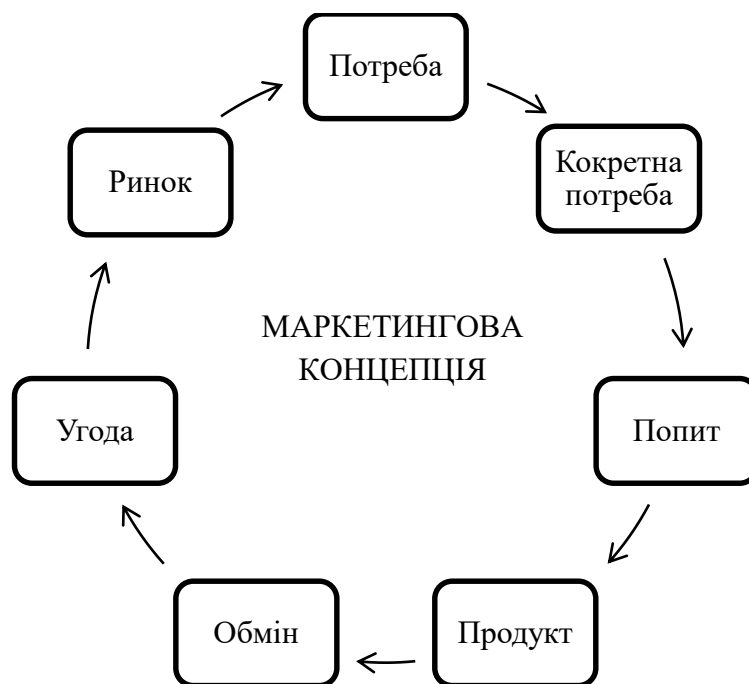 Потреба
Кокретна
потреба
Попит
Продукт
Обмін
Угода
Ринок
МАРКЕТИНГОВА
КОНЦЕПЦІЯ